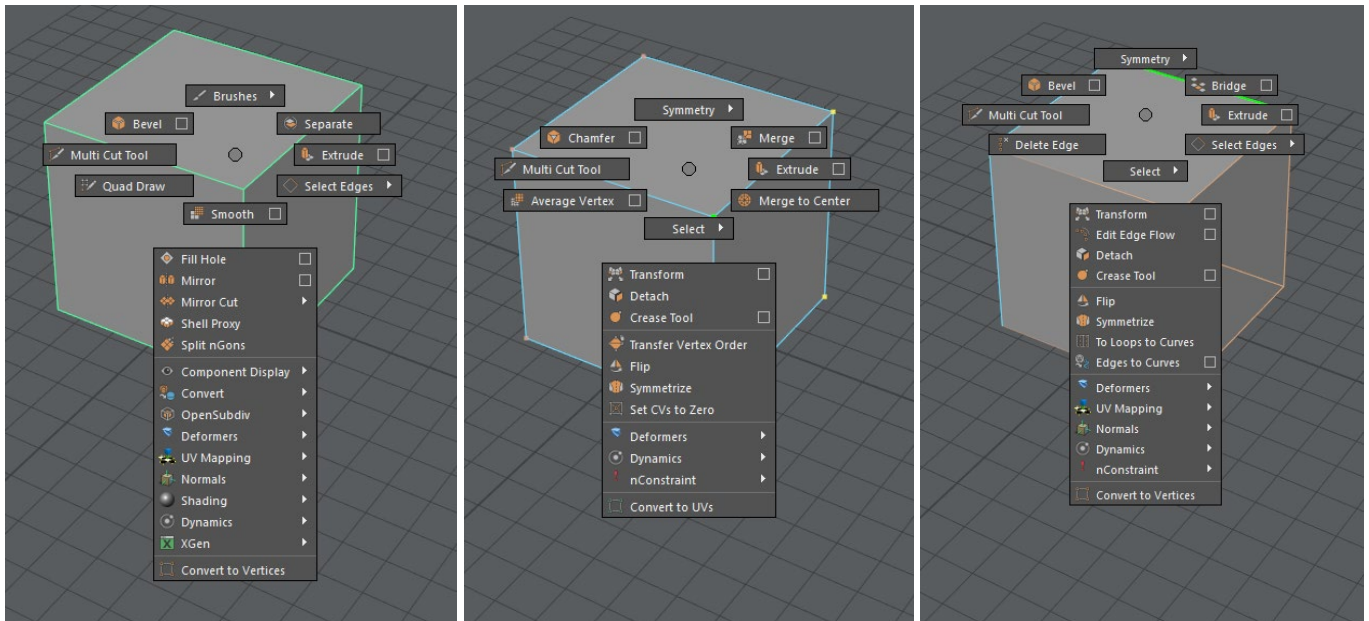 Brushes
Bevel
Separate
Multi Cut Tool
Extrude
Quad Draw
Select Edges
Smooth
Fill Hole
Mirror
Mirror Cut
Shell Proxy
Split nGons
Component Display
Convert
OpenSubdiv
Deformers
UV Mapping
Normals
Shading
Dynamics
XGen
Convert to Vertices
Symmetry
Chamfer
Merge
Multi Cut Tool
Extrude
Average Vertex
Merge to Center
Select
Transform
Detach
Crease Tool
Transfer Vertex Order
Flip
Symmetrize
Set CVs to Zero
Deformers
Dynamics
nConstraint
Convert to UVs
Symmetry
Bevel
Bridge
Multi Cut Tool
Extrude
Delete Edge
Select Edges
Select
Transform
Edit Edge Flow
Detach
Crease Tool
Flip
Symmetrize
To Loops to Curves
Edges to Curves
Deformers
UV Mapping
Normals
Dynamics
nConstraint
Convert to Vertices